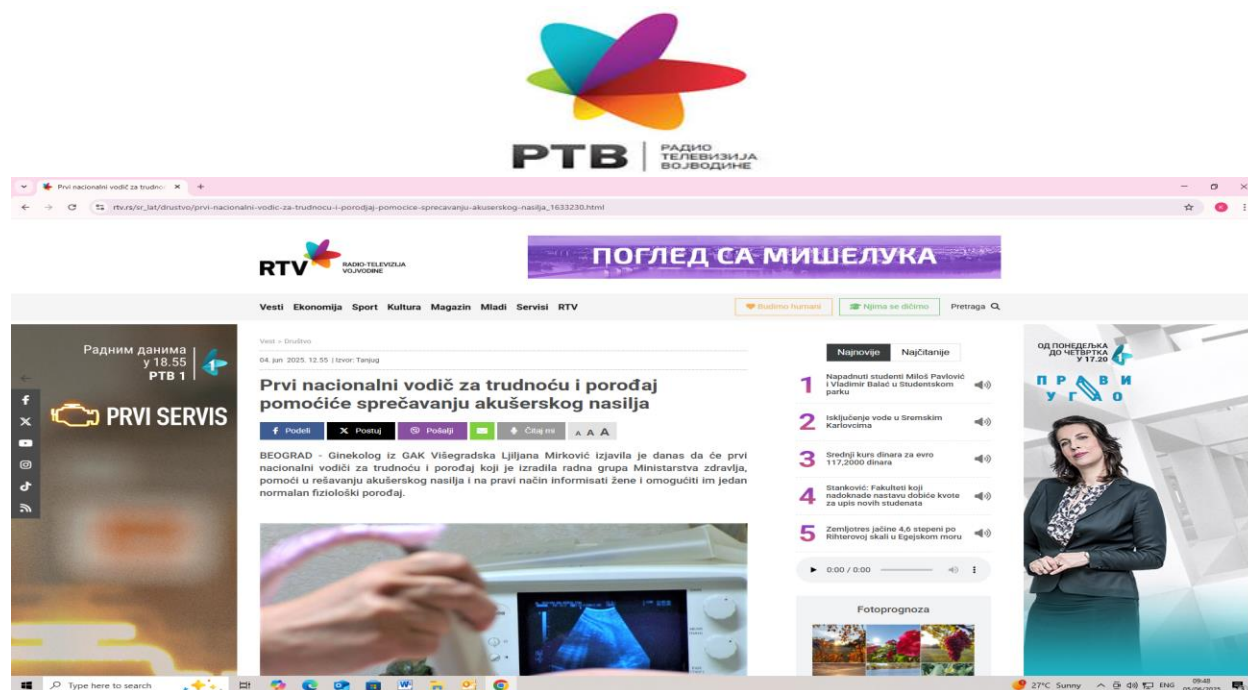 РТВ
РАДИО
ТЕЛЕВИЗИЈА
ВОЈВОДИНЕ
Prvi nacionalni vodič za trudno
rtv.rs/sr_lat/drustvo/prvi-nacionalni-vodic-za-trudnocu-i-porodjaj-pomocice-sprecavanju-akuserskog-nasilja_1633230.html
RTV
RADIO-TELEVIZIJA
VOJVODINE
ПОГЛЕД СА МИШЕЛУКА
Vesti Ekonomija Sport Kultura Magazin Mladi Servisi RTV
Budimo humani
Njima se dičimo
Pretraga
Радним данима
у 18.55
РТВ 1
1
PRVI SERVIS
Vesti > Društvo
04. jun 2025. 12.55 | Izvor: Tanjug
Prvi nacionalni vodič za trudnoću i porođaj
pomoćiće sprečavanju akušerskog nasilja
Podeli
Postuj
Pošalji
Čitaj mi
A A A
BEOGRAD - Ginekolog iz GAK Višegradska Ljiljana Mirković izjavila je danas da će prvi
nacionalni vodiči za trudnoću i porođaj koji je izradila radna grupa Ministarstva zdravlja,
pomoći u rešavanju akušerskog nasilja i na pravi način informisati žene i omogućiti im jedan
normalan fiziološki porođaj.
Najnovije
Najčitanije
1
Napadnuti studenti Miloš Pavlović
i Vladimir Balać u Studentskom
parku
2
Isključenje vode u Sremskim
Karlovcima
3
Srednji kurs dinara za evro
117,2000 dinara
4
Stanković: Fakulteti koji
nadoknade nastavu dobiće kvote
za upis novih studenata
5
Zemljotres jačine 4,6 stepeni po
Rihterovoj skali u Egejskom moru
0:00 / 0:00
Fotoprognoza
ОД ПОНЕДЕЉКА
ДО ЧЕТВРТКА
У 17.20
1
ПРАВИ
УГАО
Type here to search
27°C Sunny
ENG
09:48
05/06/2025